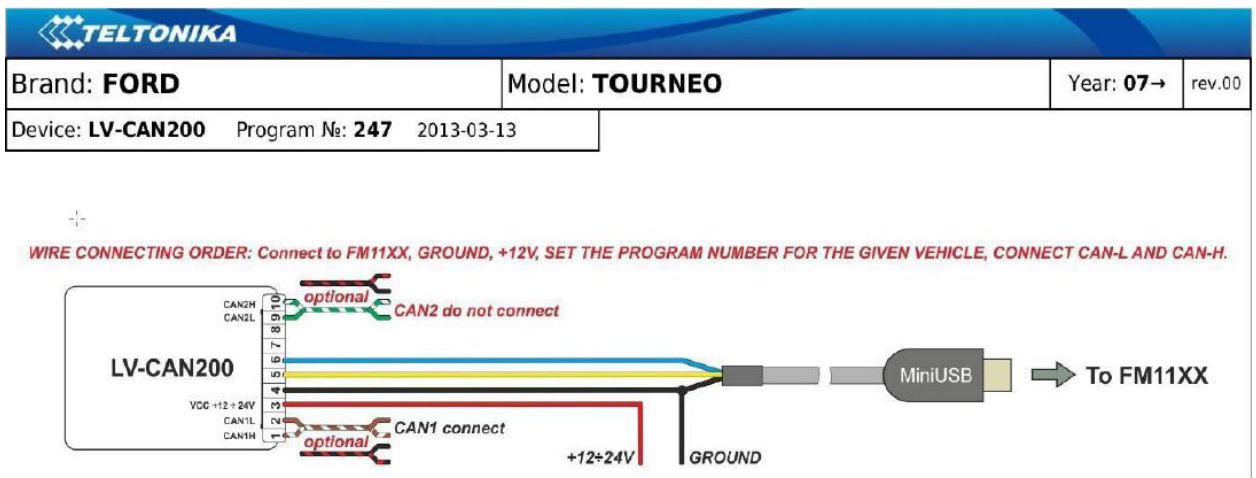 TELTONIKA
Brand: FORD Model: TOURNEO Year: 07→ rev.00
Device: LV-CAN200 Program №: 247 2013-03-13
WIRE CONNECTING ORDER: Connect to FM11XX, GROUND, +12V, SET THE PROGRAM NUMBER FOR THE GIVEN VEHICLE, CONNECT CAN-L AND CAN-H.
optional
CAN2H 10
CAN2L 9
CAN2 do not connect
8
7
6
LV-CAN200 5
MiniUSB To FM11XX
4
VCC +12 ÷ 24V 3
CAN1L 2
CAN1H 1
CAN1 connect
optional
+12÷24V GROUND